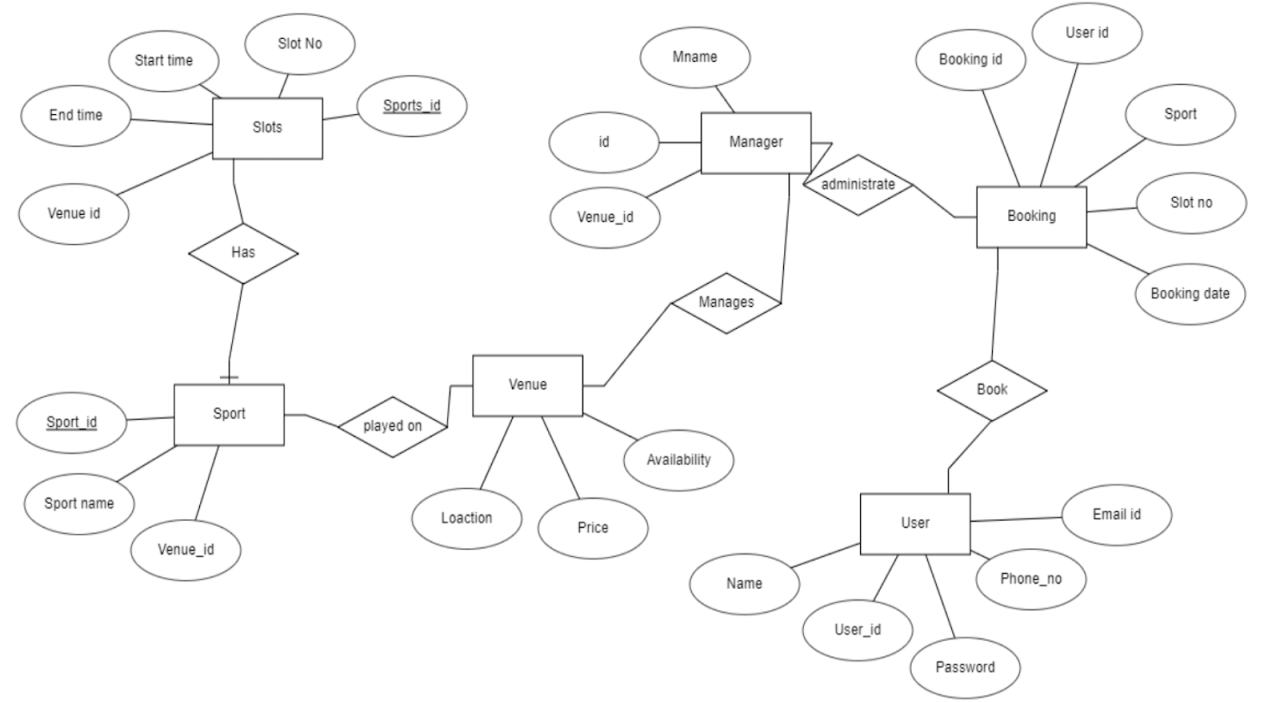 Slot No
Start time
Sports_id
End time
Slots
Venue id
Has
Sport_id
Sport
Sport name
Venue_id
played on
Venue
Loaction
Price
Availability
Manages
Mname
id
Manager
Venue_id
administrate
User id
Booking id
Sport
Slot no
Booking
Booking date
Book
User
Email id
Name
Phone_no
User_id
Password